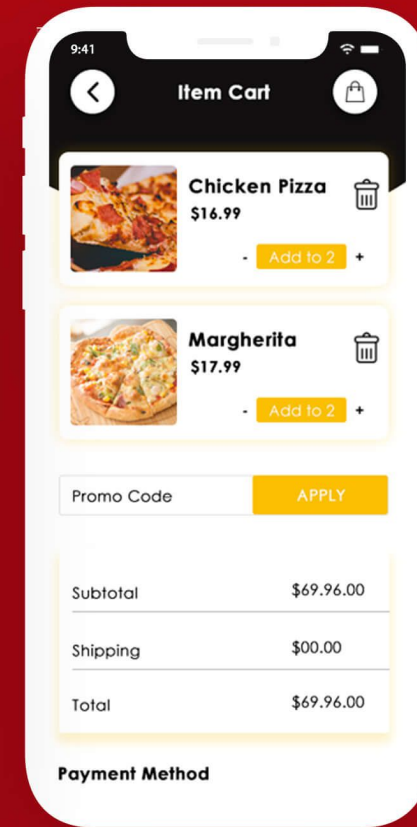 9:41
Item Cart
Chicken Pizza
$16.99
- Add to 2 +
Margherita
$17.99
- Add to 2 +
Promo Code APPLY
Subtotal $69.96.00
Shipping $00.00
Total $69.96.00
Payment Method